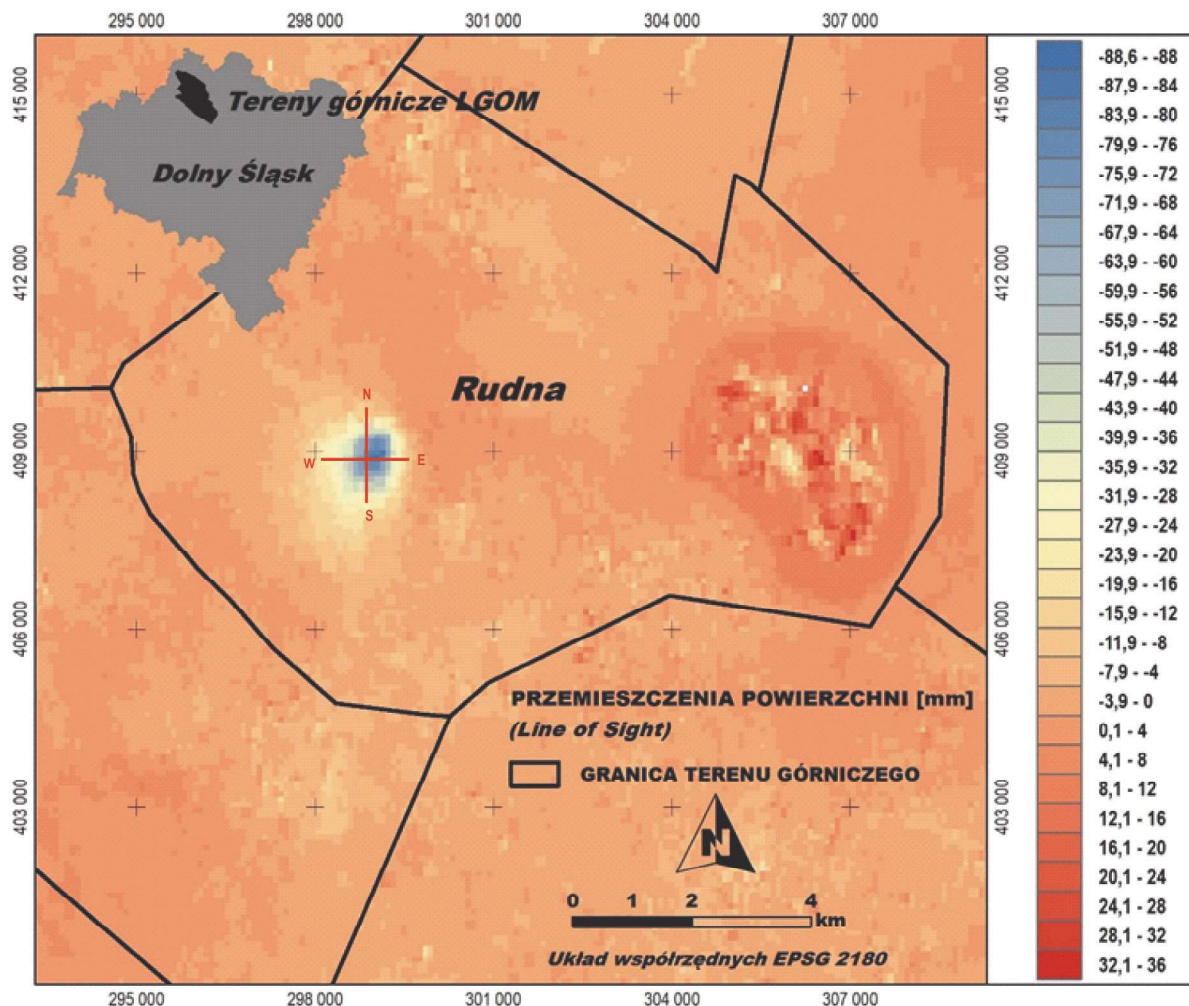 295 000 298 000 301 000 304 000 307 000
415 000
412 000
409 000
406 000
403 000
Tereny górnicze LGOM
Dolny Śląsk
Rudna
N
W E
S
PRZEMIESZCZENIA POWIERZCHNI [mm]
(Line of Sight)
GRANICA TERENU GÓRNICZEGO
N
0 1 2 4
km
Układ współrzędnych EPSG 2180
415 000
412 000
409 000
406 000
403 000
295 000 298 000 301 000 304 000 307 000
-88,6 - -88
-87,9 - -84
-83,9 - -80
-79,9 - -76
-75,9 - -72
-71,9 - -68
-67,9 - -64
-63,9 - -60
-59,9 - -56
-55,9 - -52
-51,9 - -48
-47,9 - -44
-43,9 - -40
-39,9 - -36
-35,9 - -32
-31,9 - -28
-27,9 - -24
-23,9 - -20
-19,9 - -16
-15,9 - -12
-11,9 - -8
-7,9 - -4
-3,9 - 0
0,1 - 4
4,1 - 8
8,1 - 12
12,1 - 16
16,1 - 20
20,1 - 24
24,1 - 28
28,1 - 32
32,1 - 36